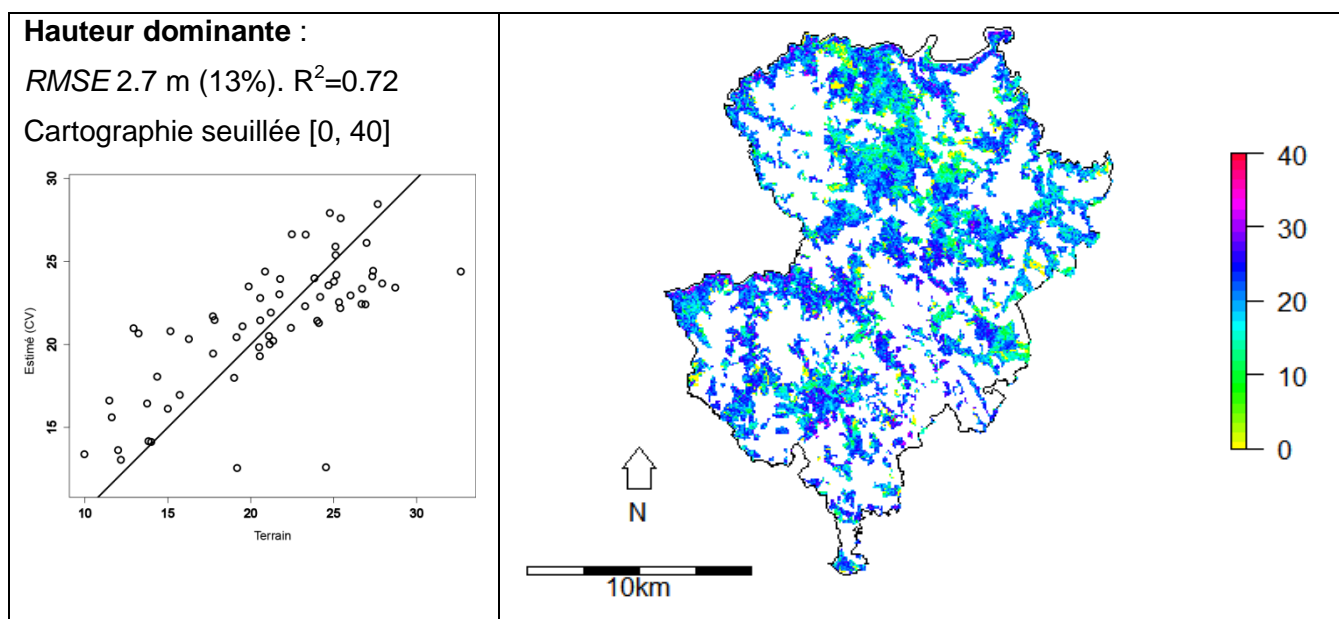 Hauteur dominante :
RMSE 2.7 m (13%). R²=0.72
Cartographie seuillée [0, 40]
30
25
20
15
Estimé (CV)
10 15 20 25 30
Terrain
N
10km
40
30
20
10
0